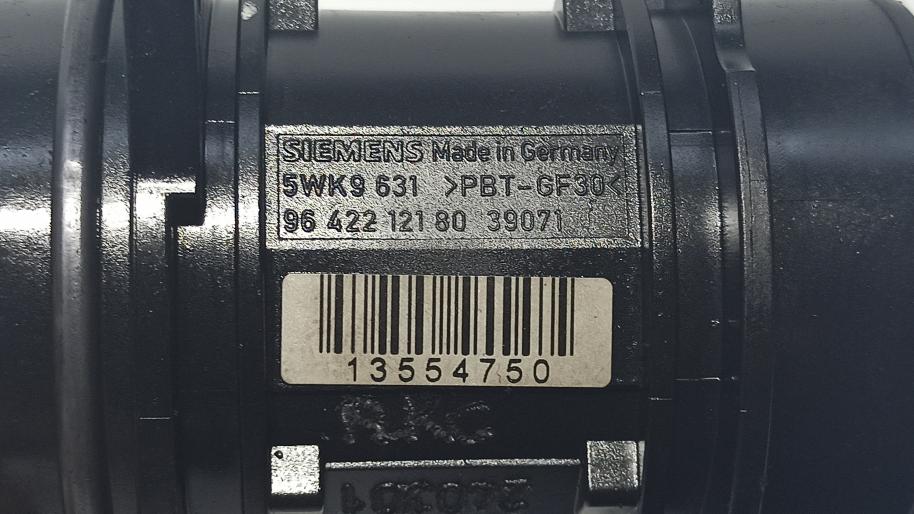 SIEMENS Made in Germany
5WK9 631 >PBT-GF30<
96 422 121 80 39071
13554750